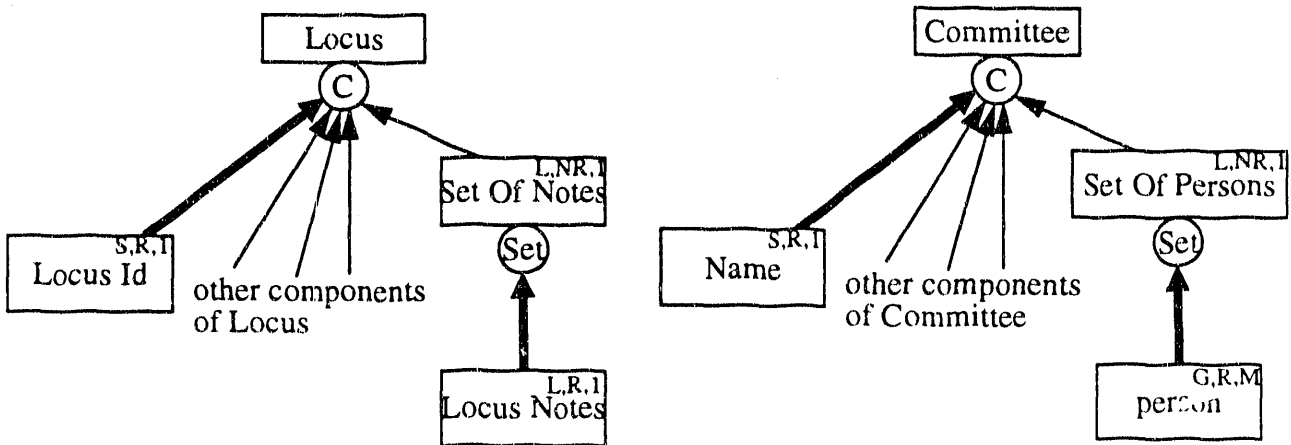 Locus
C
L,NR,1
Set Of Notes
S,R,1
Locus Id
Set
other components
of Locus
L,R,1
Locus Notes
Committee
C
L,NR,1
Set Of Persons
S,R,1
Name
Set
other components
of Committee
G,R,M
person